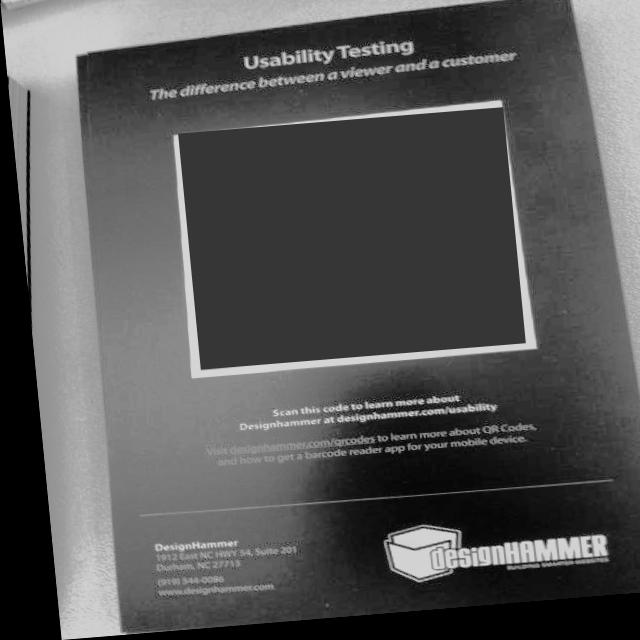 Usability Testing
The difference between a viewer and a customer
Scan this code to learn more about
Designhammer at designhammer.com/usability
Visit designhammer.com/qrcodes to learn more about QR Codes,
and how to get a barcode reader app for your mobile device.
DesignHammer
1912 East NC HWY 54, Suite 201
Durham, NC 27713
(919) 544-0086
www.designhammer.com
designHAMMER